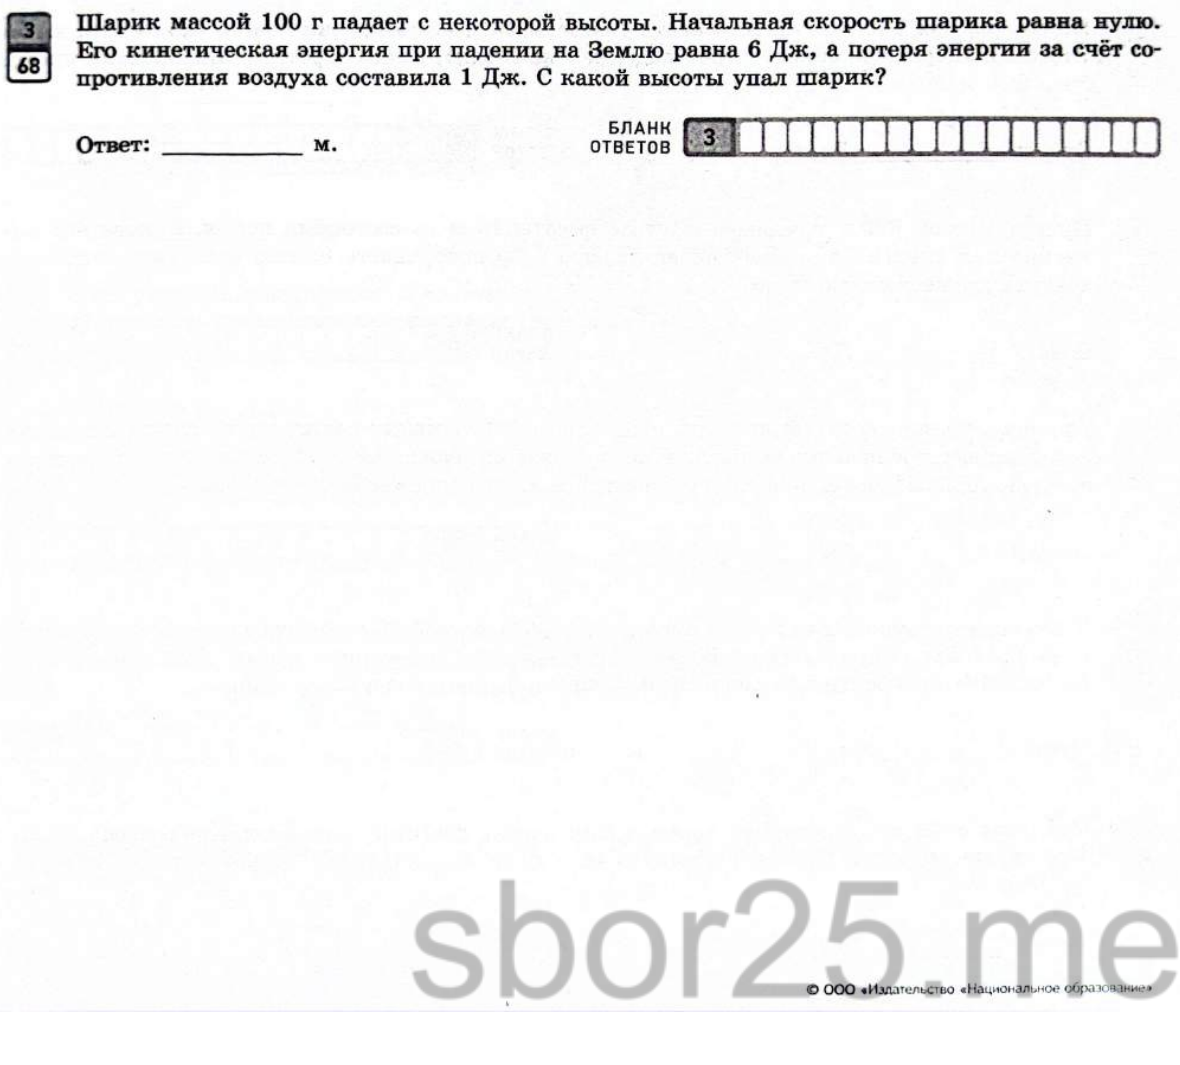 3 Шарик массой 100 г падает с некоторой высоты. Начальная скорость шарика равна нулю.
68 Его кинетическая энергия при падении на Землю равна 6 Дж, а потеря энергии за счёт со-
противления воздуха составила 1 Дж. С какой высоты упал шарик?
Ответ: ____________ м.
БЛАНК
ОТВЕТОВ 3
sbor25.me
© ООО «Издательство «Национальное образование»